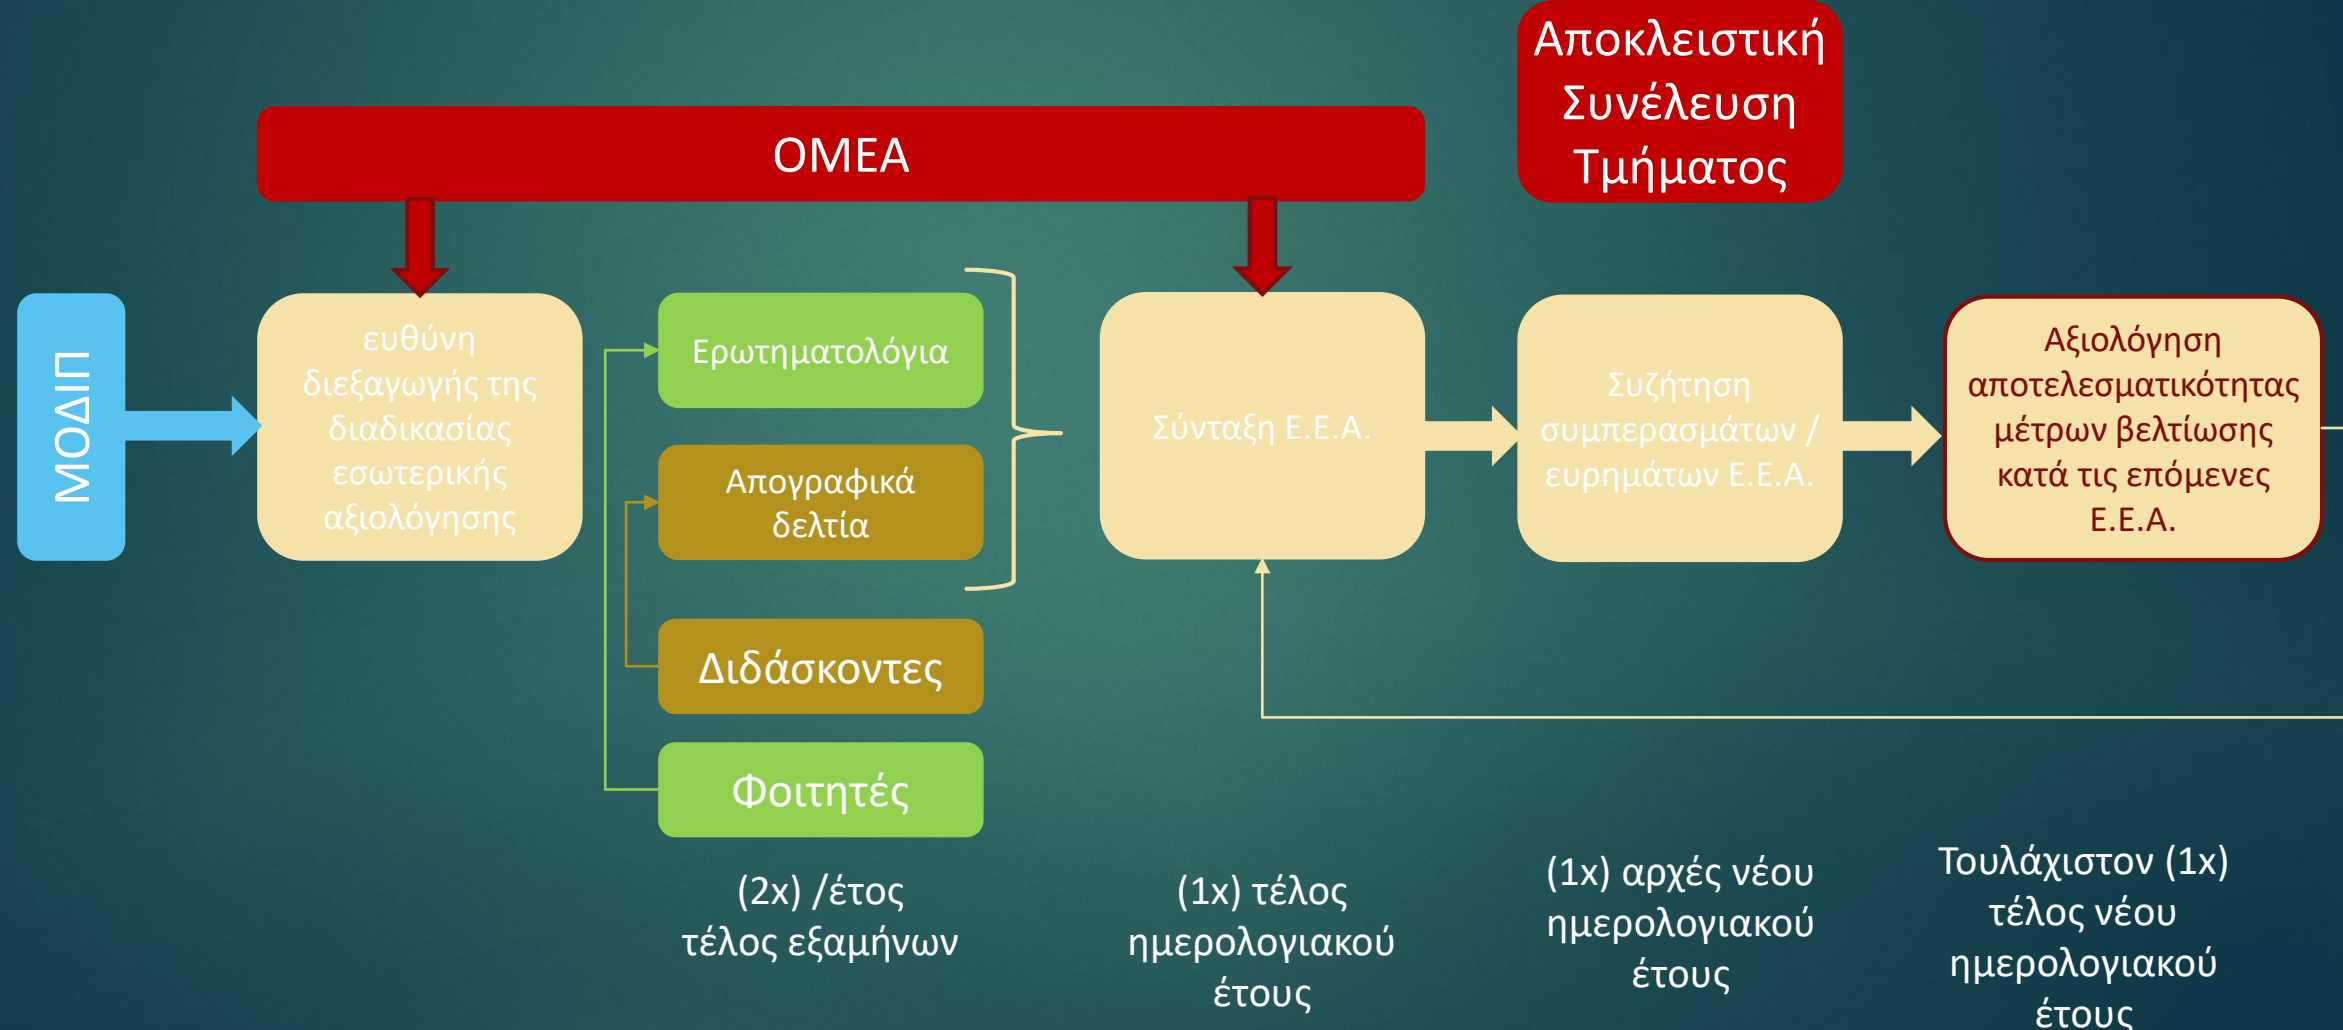 Αποκλειστική
Συνέλευση
Τμήματος
ΟΜΕΑ
ΜΟΔΙΠ
ευθύνη
διεξαγωγής της
διαδικασίας
εσωτερικής
αξιολόγησης
Ερωτηματολόγια
Απογραφικά
δελτία
Διδάσκοντες
Φοιτητές
Σύνταξη Ε.Ε.Α.
Συζήτηση
συμπερασμάτων /
ευρημάτων Ε.Ε.Α.
Αξιολόγηση
αποτελεσματικότητας
μέτρων βελτίωσης
κατά τις επόμενες
Ε.Ε.Α.
(2x) /έτος
τέλος εξαμήνων
(1x) τέλος
ημερολογιακού
έτους
(1x) αρχές νέου
ημερολογιακού
έτους
Τουλάχιστον (1x)
τέλος νέου
ημερολογιακού
έτους